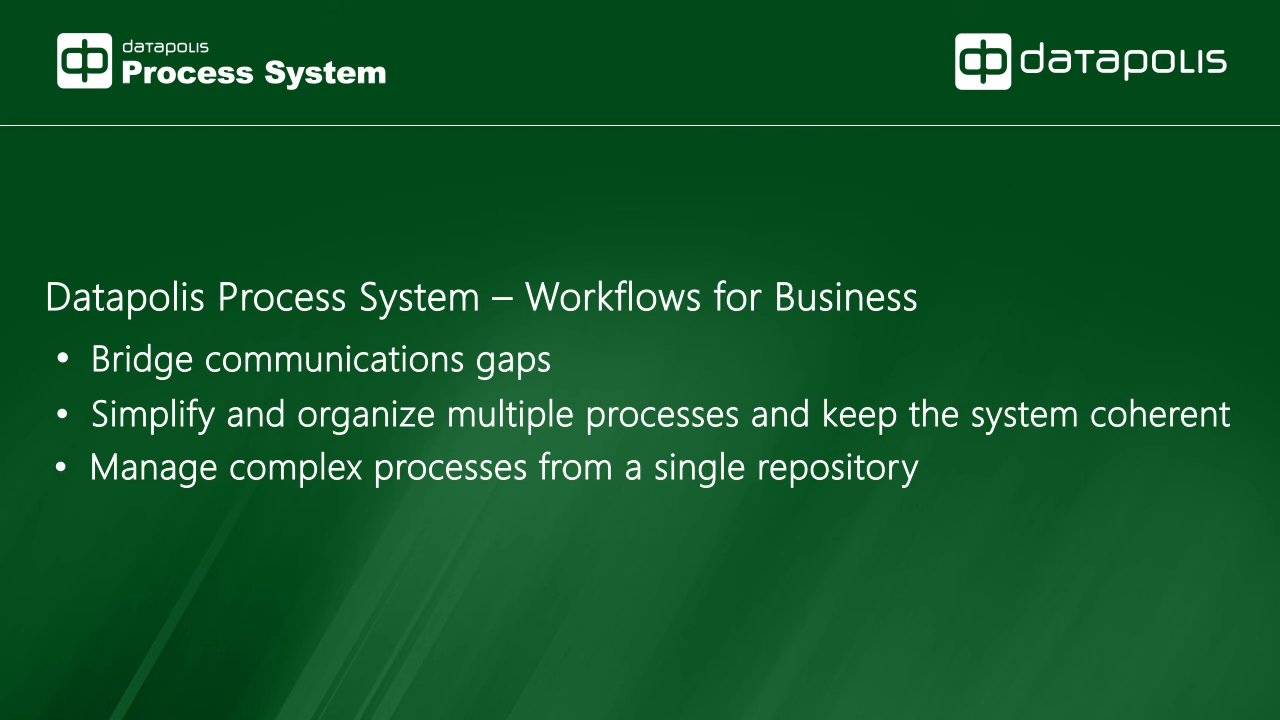 datapolis
Process System
datapolis
Datapolis Process System – Workflows for Business
• Bridge communications gaps
• Simplify and organize multiple processes and keep the system coherent
• Manage complex processes from a single repository